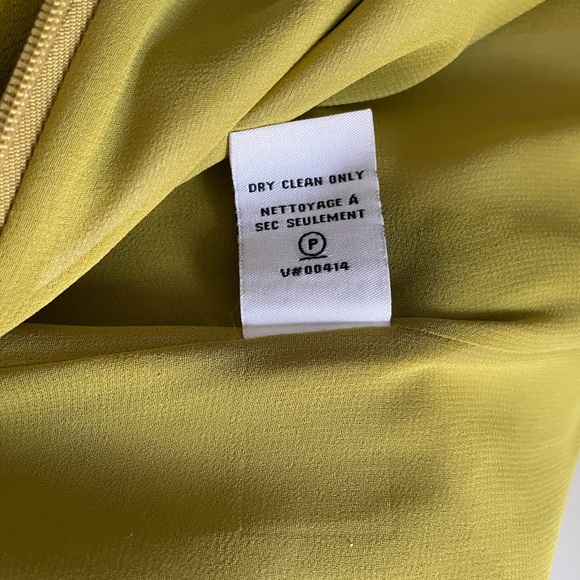 DRY CLEAN ONLY
NETTOYAGE À
SEC SEULEMENT
P
V#00414